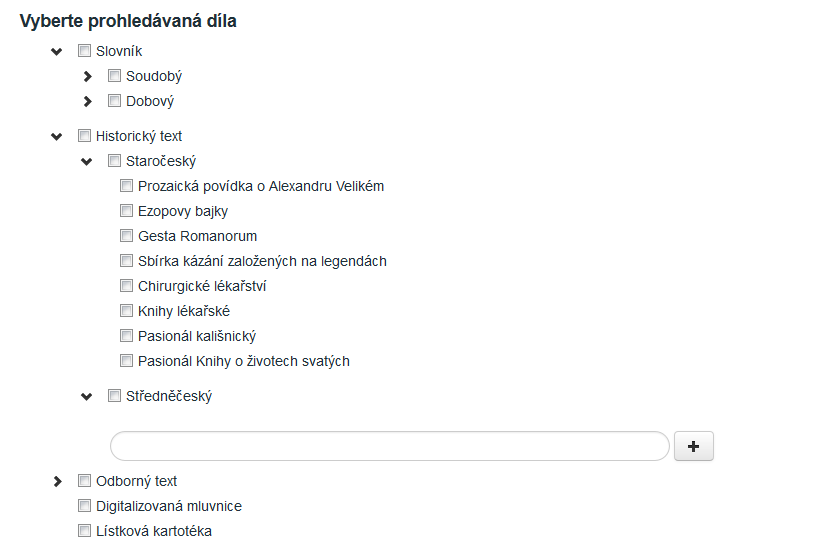 Vyberte prohledávaná díla
Slovník
Soudobý
Dobový
Historický text
Staročeský
Prozaická povídka o Alexandru Velikém
Ezopovy bajky
Gesta Romanorum
Sbírka kázání založených na legendách
Chirurgické lékařství
Knihy lékařské
Pasionál kališnický
Pasionál Knihy o životech svatých
Středněčeský
+
Odborný text
Digitalizovaná mluvnice
Lístková kartotéka